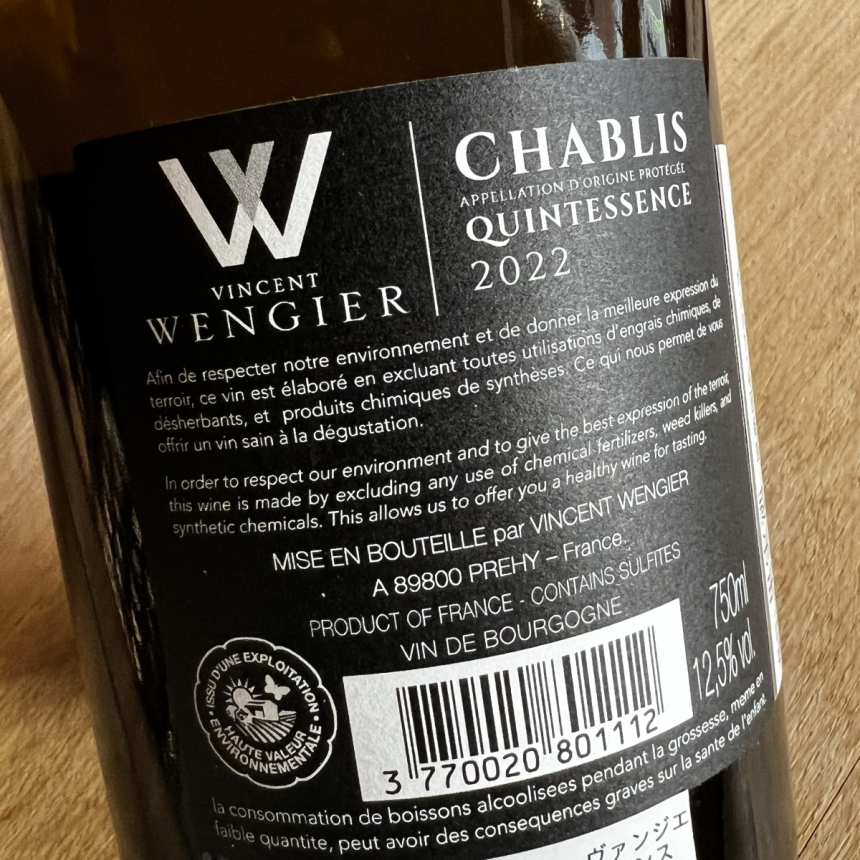 W
VINCENT
WENGIER
CHABLIS
APPELLATION D'ORIGINE PROTÉGÉE
QUINTESSENCE
2022
Afin de respecter notre environnement et de donner la meilleure expression du
terroir, ce vin est élaboré en excluant toutes utilisations d'engrais chimiques, de
désherbants, et produits chimiques de synthèses. Ce qui nous permet de vous
offrir un vin sain à la dégustation.
In order to respect our environment and to give the best expression of the terroir,
this wine is made by excluding any use of chemical fertilizers, weed killers, and
synthetic chemicals. This allows us to offer you a healthy wine for tasting.
MISE EN BOUTEILLE par VINCENT WENGIER
A 89800 PREHY – France.
PRODUCT OF FRANCE - CONTAINS SULFITES
VIN DE BOURGOGNE
750ml
12,5% vol.
ISSU D'UNE EXPLOITATION
HAUTE VALEUR
ENVIRONNEMENTALE
3 770020 801112
la consommation de boissons alcoolisees pendant la grossesse, meme en
faible quantite, peut avoir des consequences graves sur la sante de l'enfant.
ヴァンジエ
ンス